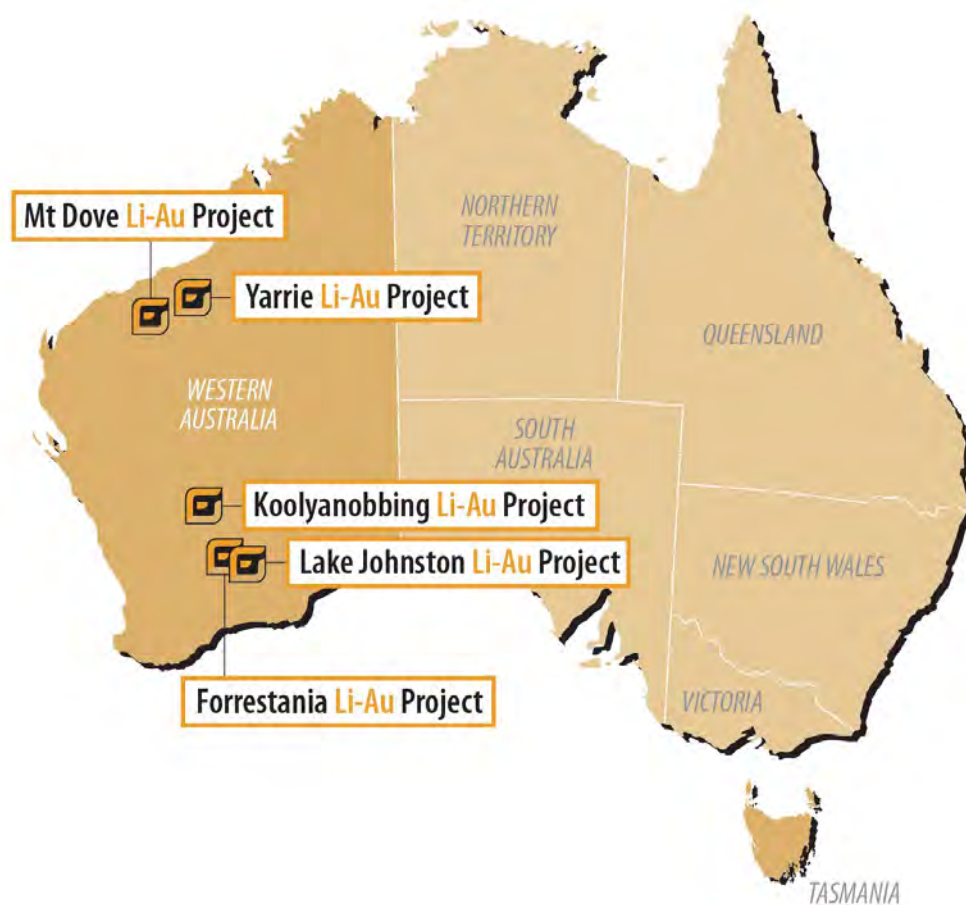 NORTHERN
TERRITORY
Mt Dove Li-Au Project
Yarrie Li-Au Project
QUEENSLAND
WESTERN
AUSTRALIA
SOUTH
AUSTRALIA
Koolyanobbing Li-Au Project
Lake Johnston Li-Au Project
NEW SOUTH WALES
Forrestania Li-Au Project
VICTORIA
TASMANIA